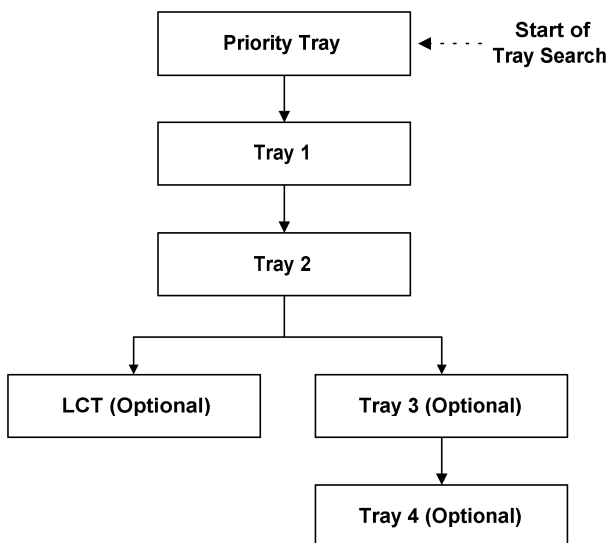 Priority Tray
Start of
Tray Search
Tray 1
Tray 2
LCT (Optional)
Tray 3 (Optional)
Tray 4 (Optional)